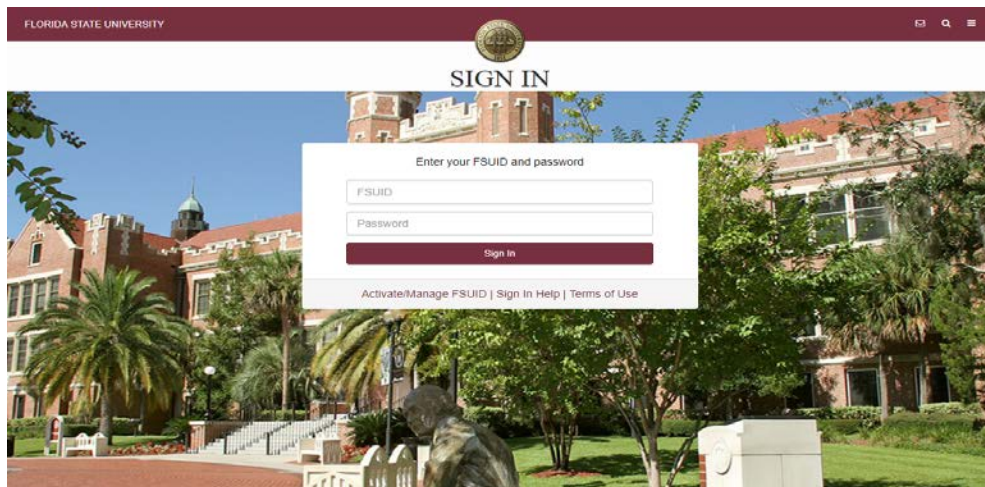 FLORIDA STATE UNIVERSITY
SIGN IN
Enter your FSUID and password
FSUID
Password
Sign In
Activate/Manage FSUID | Sign In Help | Terms of Use